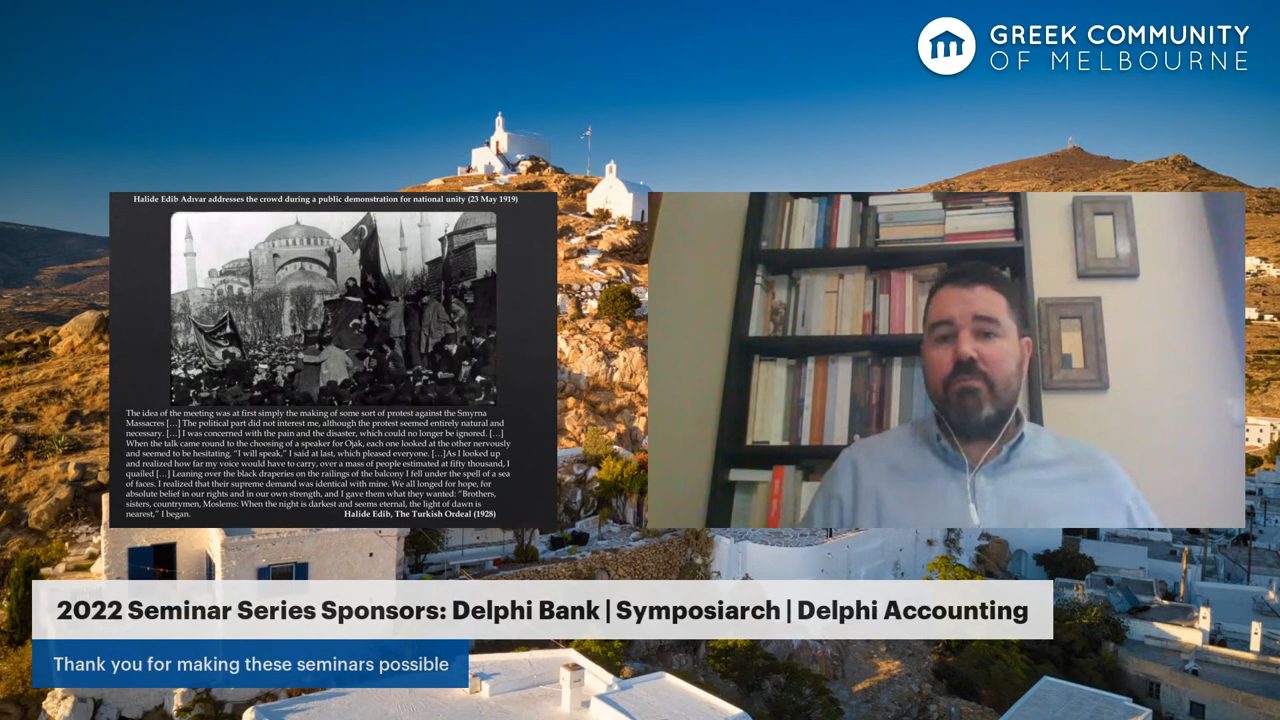 GREEK COMMUNITY
OF MELBOURNE
Halide Edib Adıvar addresses the crowd during a public demonstration for national unity (23 May 1919)
The idea of the meeting was at first simply the making of some sort of protest against the Smyrna
Massacres […] The political part did not interest me, although the protest seemed entirely natural and
necessary. […] I was concerned with the pain and the disaster, which could no longer be ignored. […]
When the talk came round to the choosing of a speaker for Ojak, each one looked at the other nervously
and seemed to be hesitating. “I will speak,” I said at last, which pleased everyone. […]As I looked up
and realized how far my voice would have to carry, over a mass of people estimated at fifty thousand, I
quailed […] Leaning over the black draperies on the railings of the balcony I fell under the spell of a sea
of faces. I realized that their supreme demand was identical with mine. We all longed for hope, for
absolute belief in our rights and in our own strength, and I gave them what they wanted: “Brothers,
sisters, countrymen, Moslems: When the night is darkest and seems eternal, the light of dawn is
nearest,” I began. Halide Edib, The Turkish Ordeal (1928)
2022 Seminar Series Sponsors: Delphi Bank | Symposiarch | Delphi Accounting
Thank you for making these seminars possible